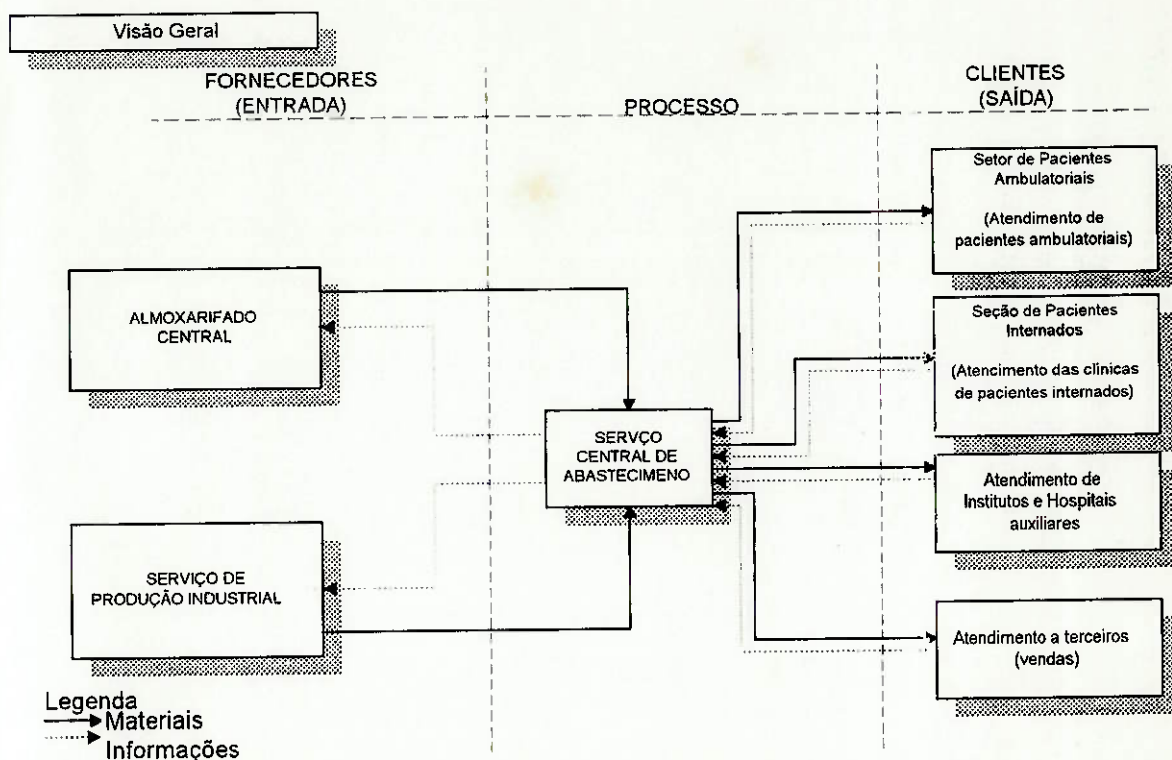 Visão Geral
FORNECEDORES
(ENTRADA)
PROCESSO
CLIENTES
(SAÍDA)
ALMOXARIFADO
CENTRAL
SERVIÇO DE
PRODUÇÃO INDUSTRIAL
SERVÇO
CENTRAL DE
ABASTECIMENO
Setor de Pacientes
Ambulatoriais
(Atendimento de
pacientes ambulatoriais)
Seção de Pacientes
Internados
(Atencimento das clínicas
de pacientes internados)
Atendimento de
Institutos e Hospitais
auxiliares
Atendimento a terceiros
(vendas)
Legenda
Materiais
Informações